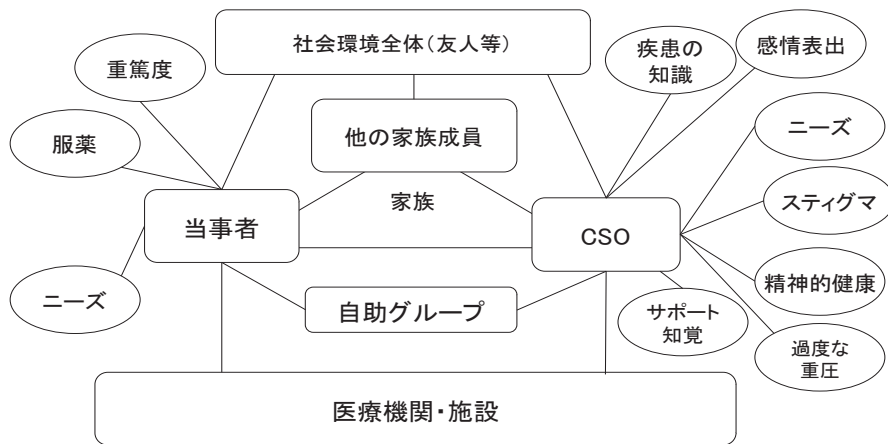 社会環境全体（友人等）
重篤度
疾患の
知識
感情表出
服薬
他の家族成員
ニーズ
家族
スティグマ
当事者
CSO
ニーズ
自助グループ
サポート
知覚
精神的健康
過度な
重圧
医療機関・施設